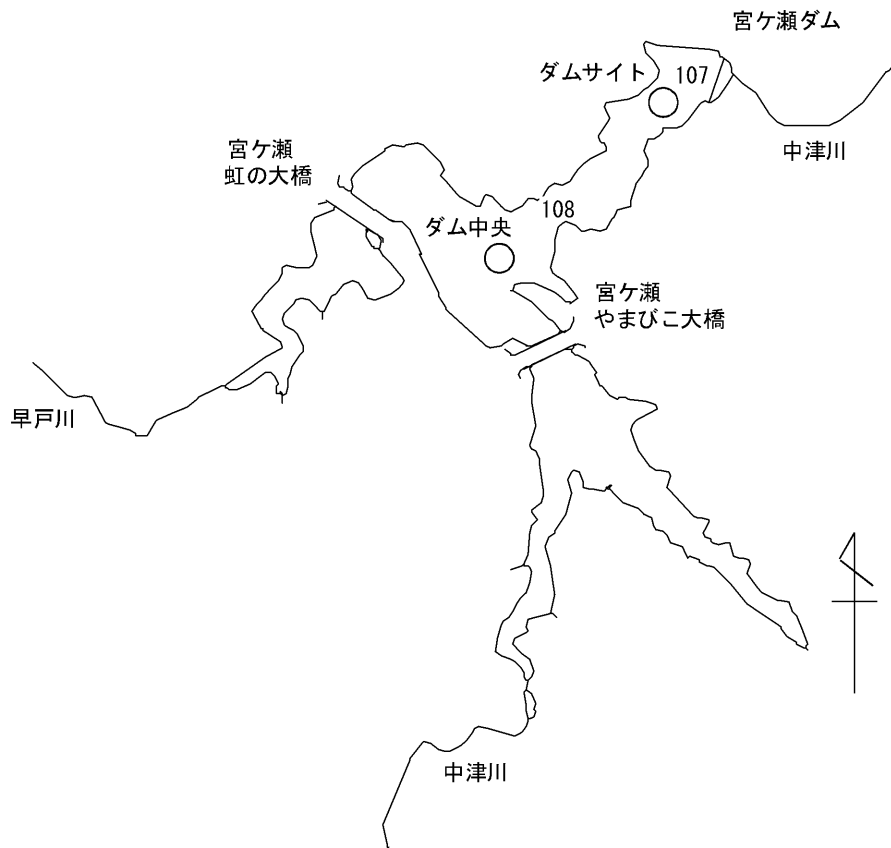 宮ケ瀬ダム
ダムサイト
107
中津川
宮ケ瀬
虹の大橋
108
ダム中央
宮ケ瀬
やまびこ大橋
早戸川
中津川